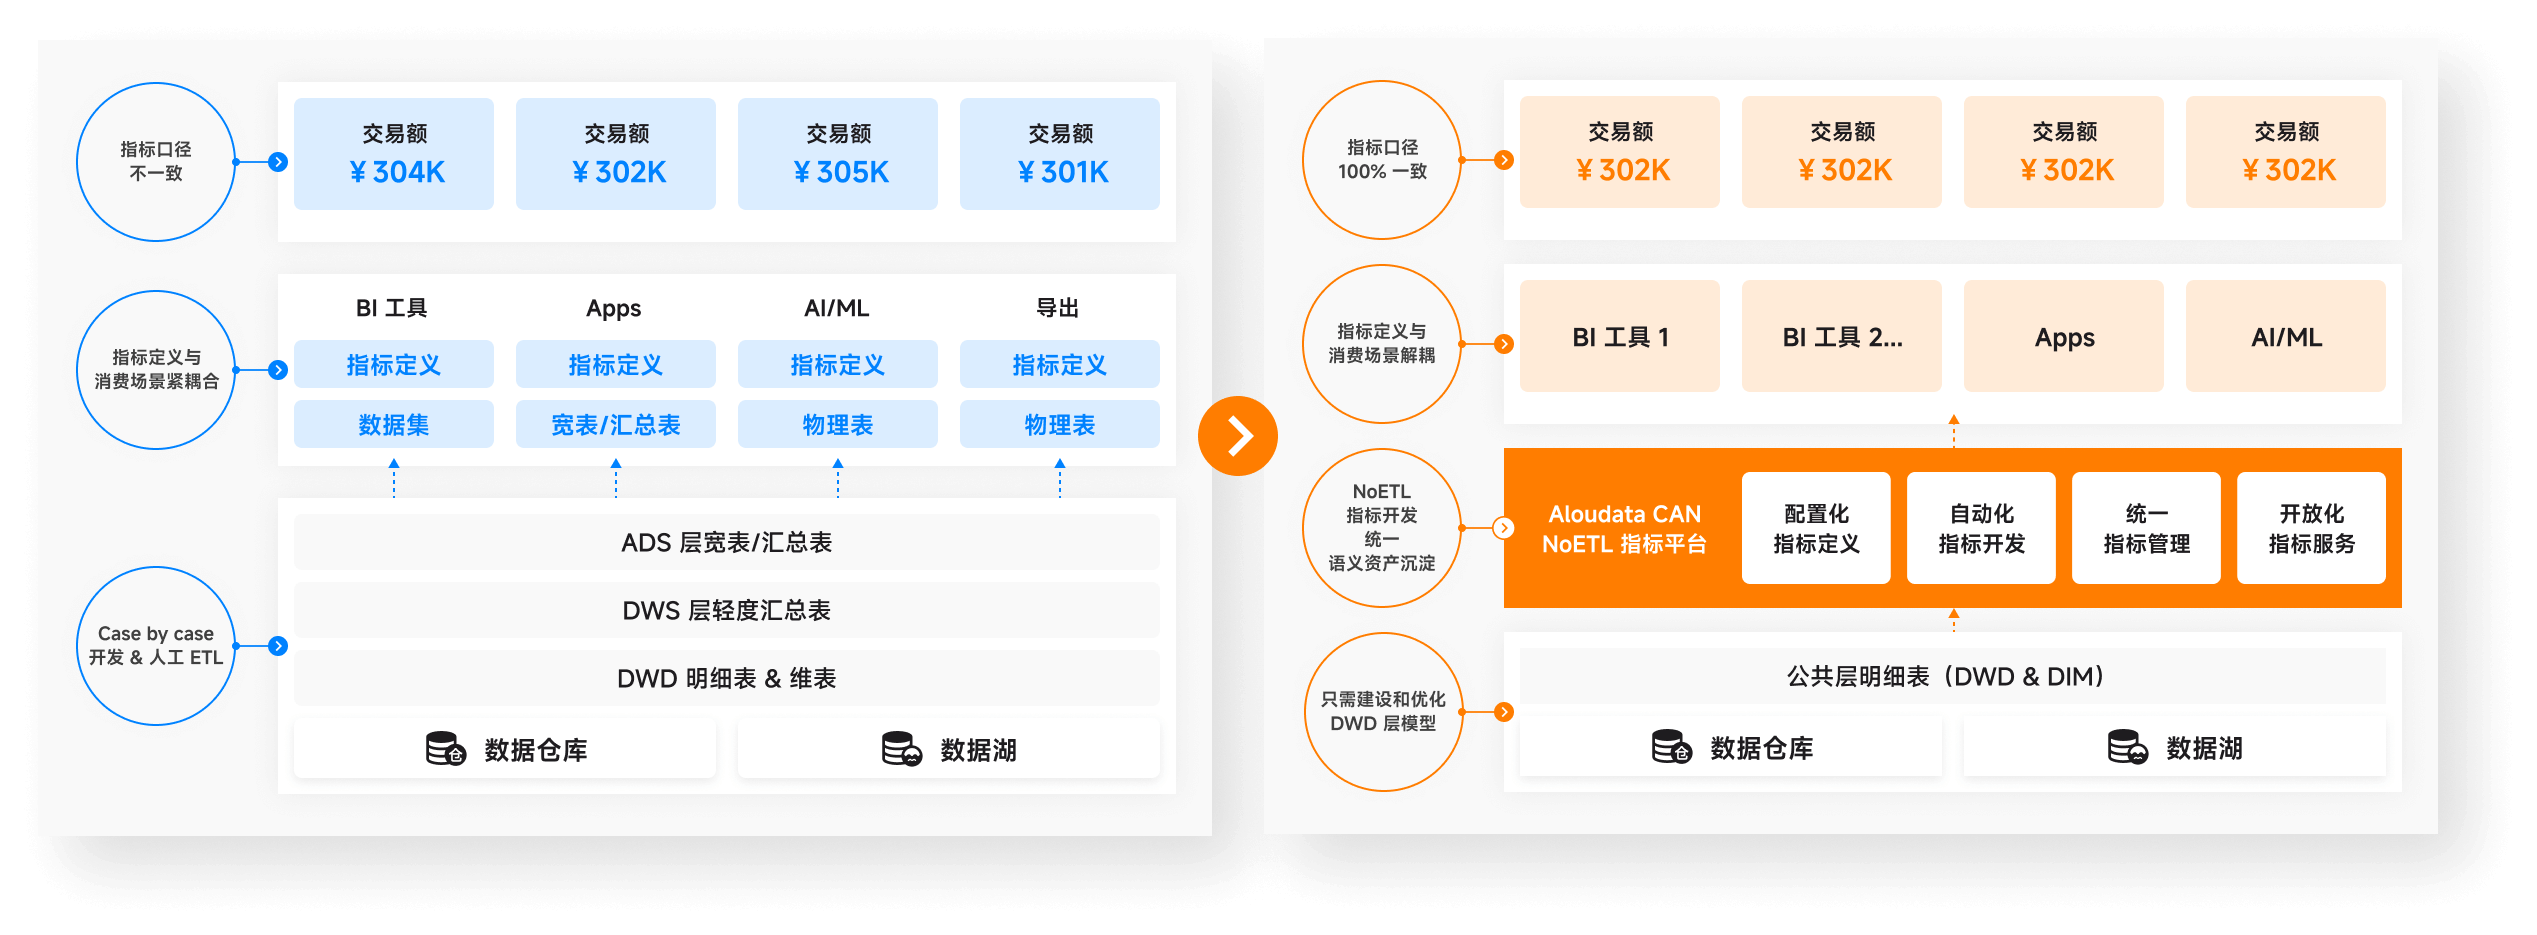 指标口径
不一致
交易额
¥ 304K
交易额
¥ 302K
交易额
¥ 305K
交易额
¥ 301K
指标定义与
消费场景紧耦合
BI 工具
Apps
AI/ML
导出
指标定义
指标定义
指标定义
指标定义
数据集
宽表/汇总表
物理表
物理表
Case by case
开发 & 人工 ETL
ADS 层宽表/汇总表
DWS 层轻度汇总表
DWD 明细表 & 维表
仓
数据仓库
数据湖
指标口径
100% 一致
交易额
¥ 302K
交易额
¥ 302K
交易额
¥ 302K
交易额
¥ 302K
指标定义与
消费场景解耦
BI 工具 1
BI 工具 2...
Apps
AI/ML
NoETL
指标开发
统一
语义资产沉淀
Aloudata CAN
NoETL 指标平台
配置化
指标定义
自动化
指标开发
统一
指标管理
开放化
指标服务
只需建设和优化
DWD 层模型
公共层明细表（DWD & DIM）
仓
数据仓库
数据湖